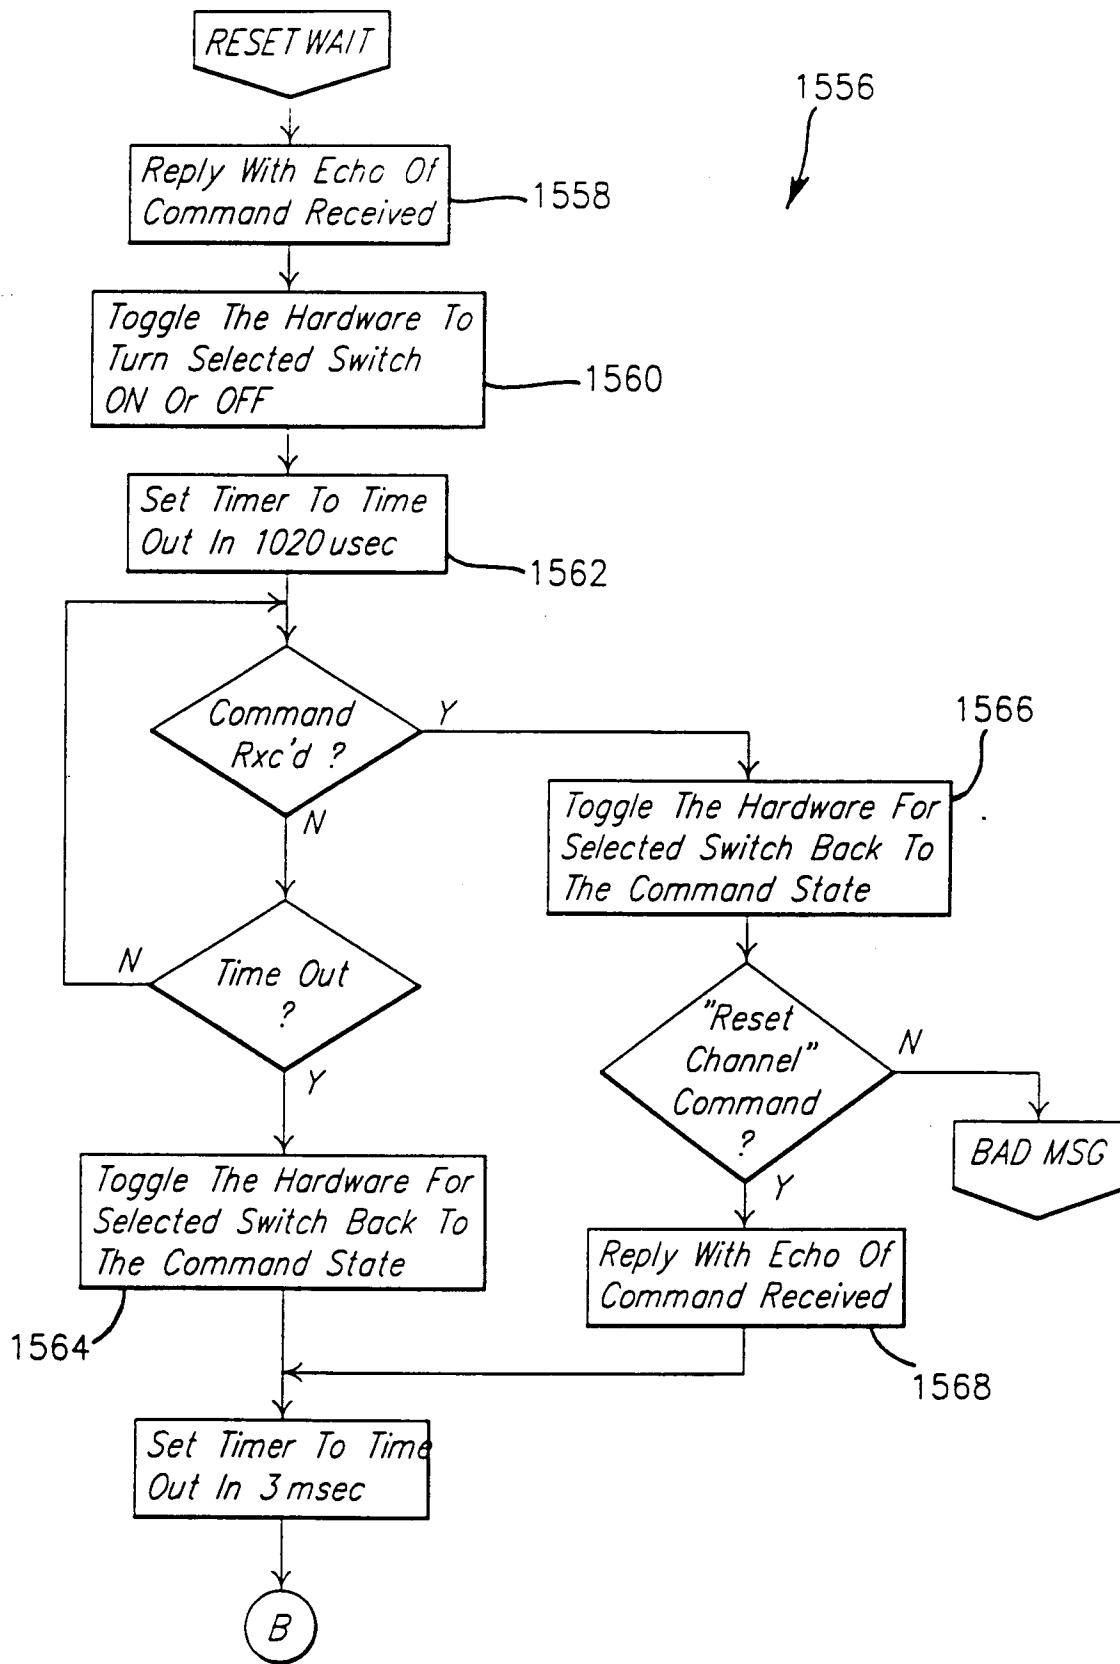 RESET WAIT
1556
Reply With Echo Of
Command Received
1558
Toggle The Hardware To
Turn Selected Switch
ON Or OFF
1560
Set Timer To Time
Out In 1020 usec
1562
Command
Rxc'd ?
Y
N
1566
Toggle The Hardware For
Selected Switch Back To
The Command State
Time Out
?
N
Y
"Reset
Channel"
Command
?
N
Y
BAD MSG
Toggle The Hardware For
Selected Switch Back To
The Command State
1564
Reply With Echo Of
Command Received
1568
Set Timer To Time
Out In 3 msec
B